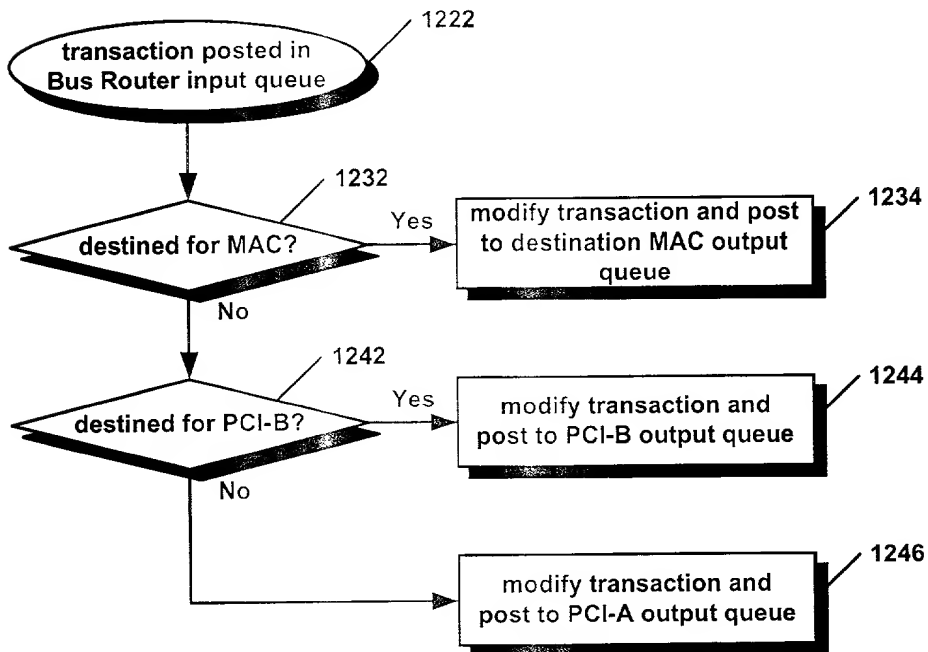 1222
transaction posted in
Bus Router input queue
1232
destined for MAC?
Yes
modify transaction and post
to destination MAC output
queue
1234
No
1242
destined for PCI-B?
Yes
modify transaction and
post to PCI-B output queue
1244
No
modify transaction and
post to PCI-A output queue
1246